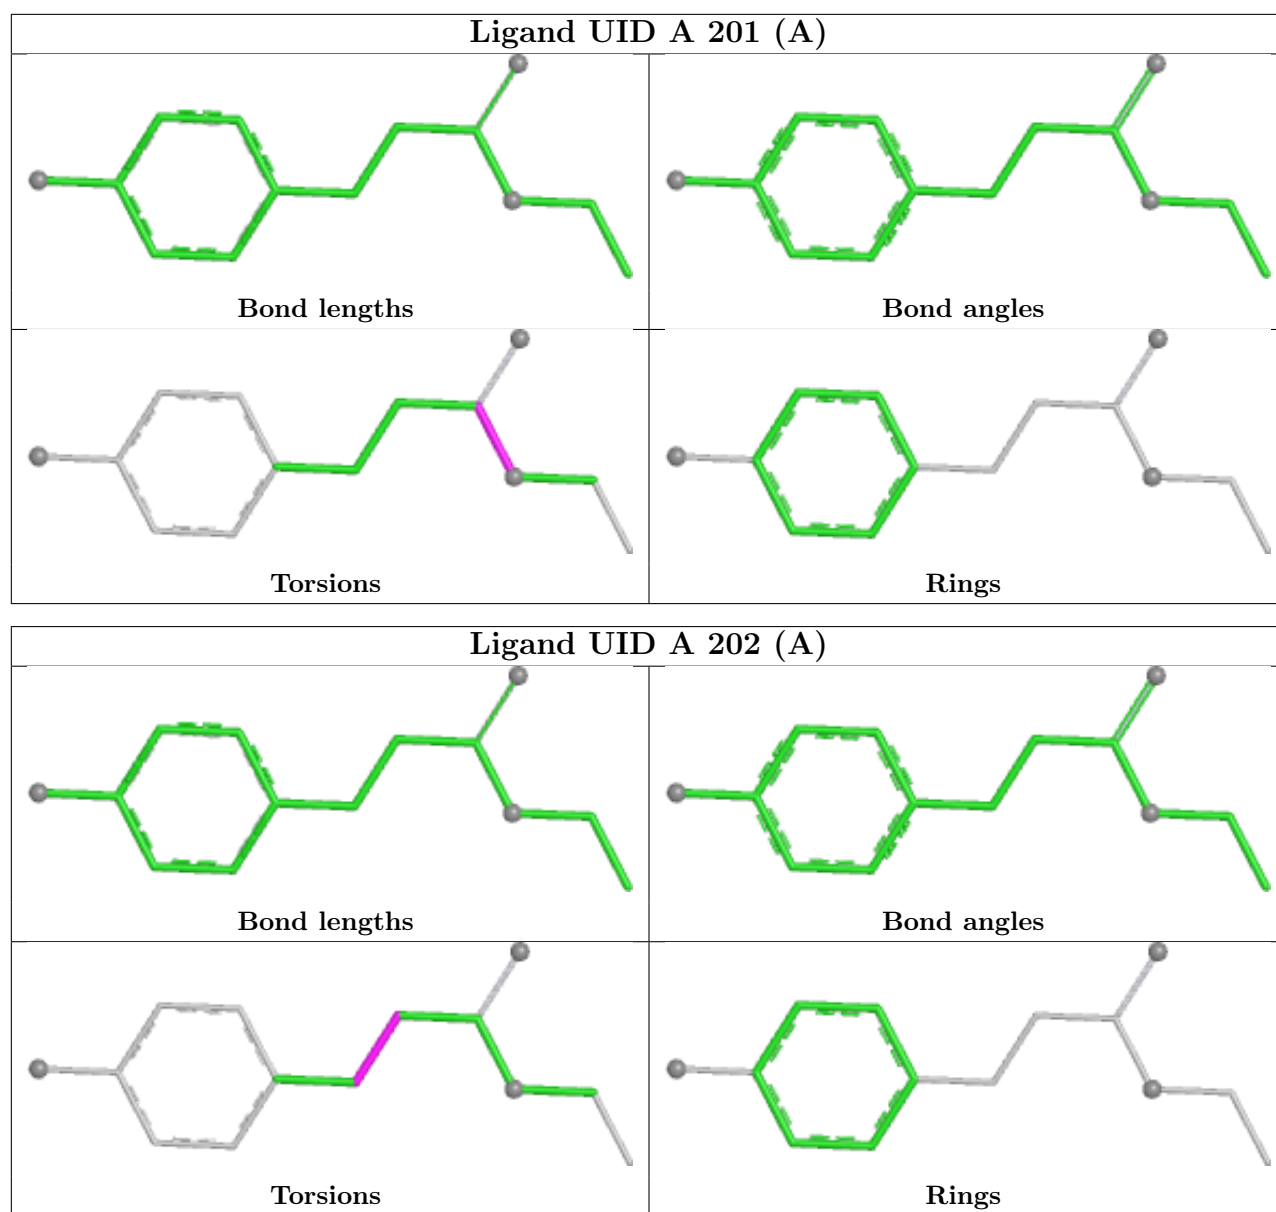 Ligand UID A 201 (A)
Bond lengths
Bond angles
Torsions
Rings
Ligand UID A 202 (A)
Bond lengths
Bond angles
Torsions
Rings